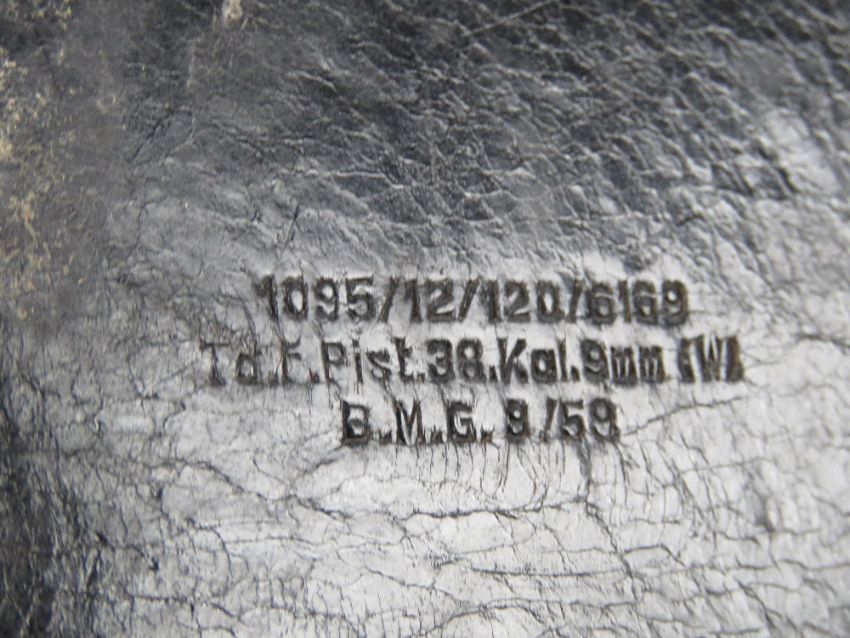 1095/12/120/6169
Td.F.Pist.38.Kal.9mm (W)
B.M.G. 9/59